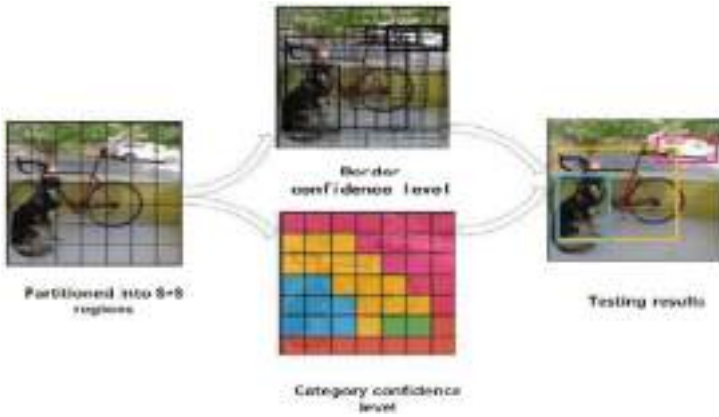 Border
confidence level
Partitioned into S*S
regions
Testing results
Category confidence
level